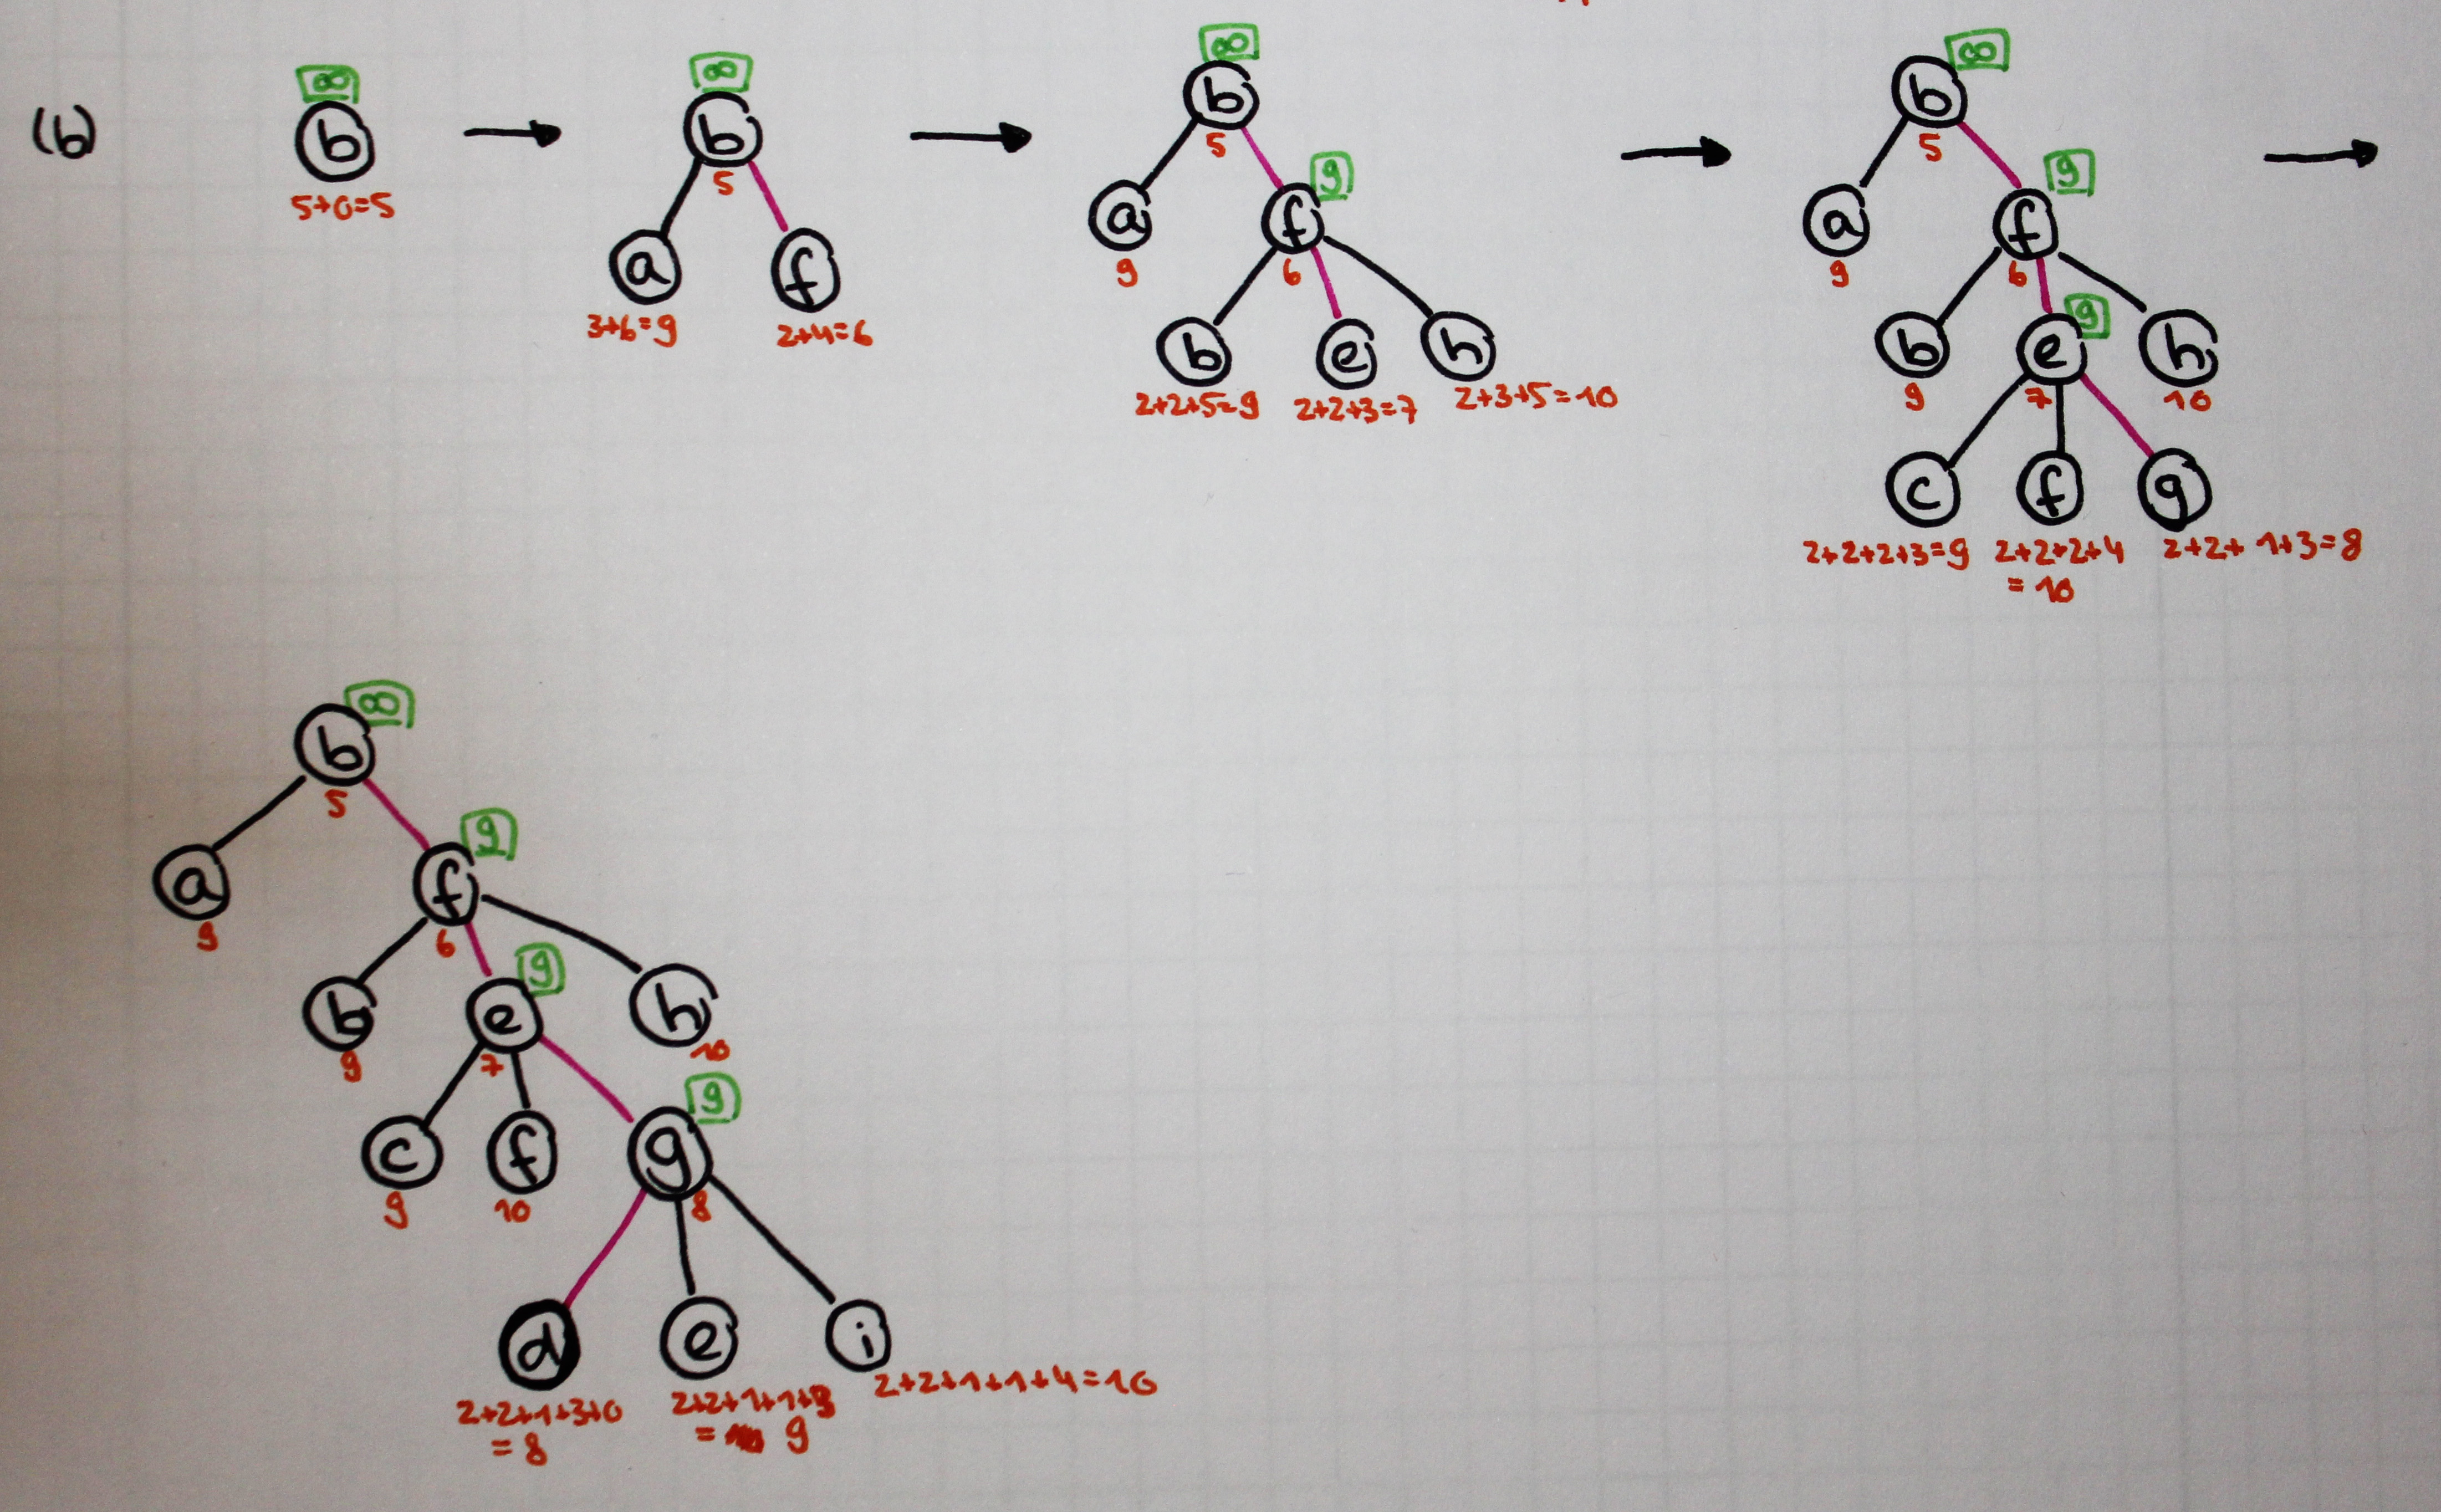 (b)
∞
b
5+0=5
∞
b
5
a
f
3+6=9
2+4=6
∞
b
5
9
a
f
9
6
b
e
h
2+2+5=9
2+2+3=7
2+3+5=10
∞
b
5
9
a
f
9
6
9
b
e
h
9
7
10
c
f
g
2+2+2+3=9
2+2+2+4
=10
2+2+1+3=8
∞
b
5
9
a
f
9
6
9
b
e
h
9
7
10
9
c
f
g
9
10
8
d
e
i
2+2+1+3+0
=8
2+2+1+1+3
= 9
2+2+1+1+4=10